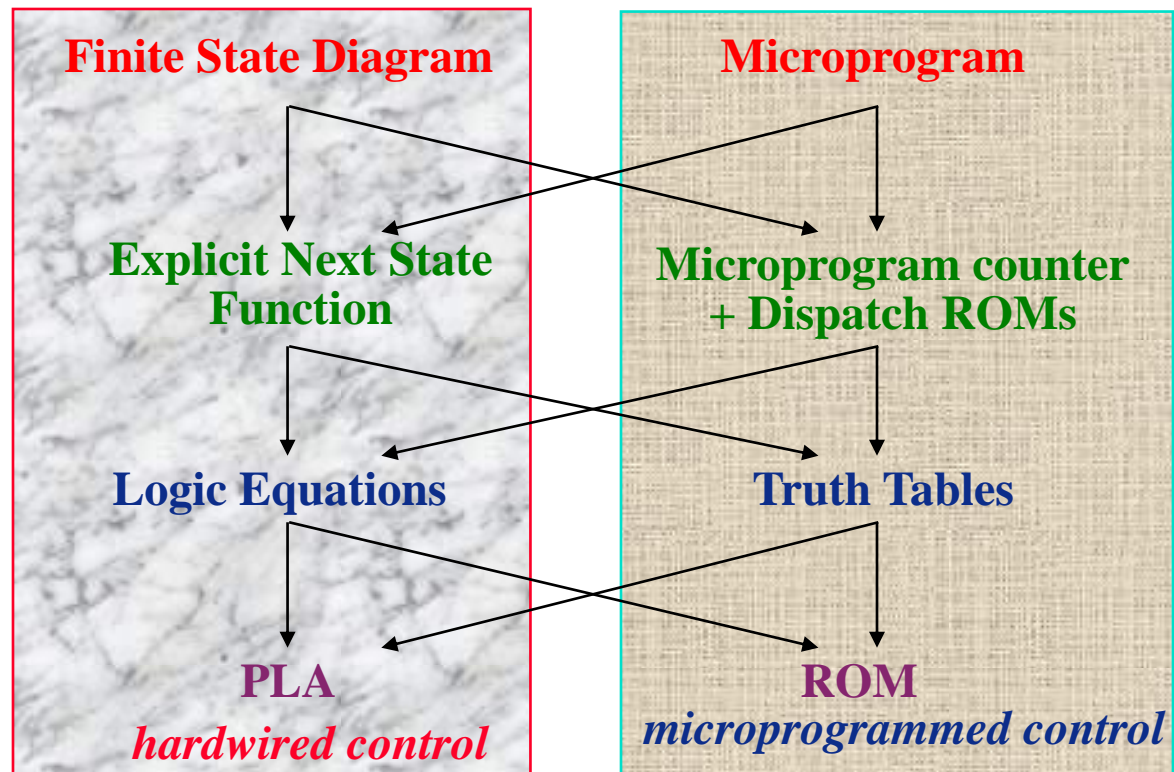 Finite State Diagram
Microprogram
Explicit Next State
Function
Microprogram counter
+ Dispatch ROMs
Logic Equations
Truth Tables
PLA
ROM
hardwired control
microprogrammed control